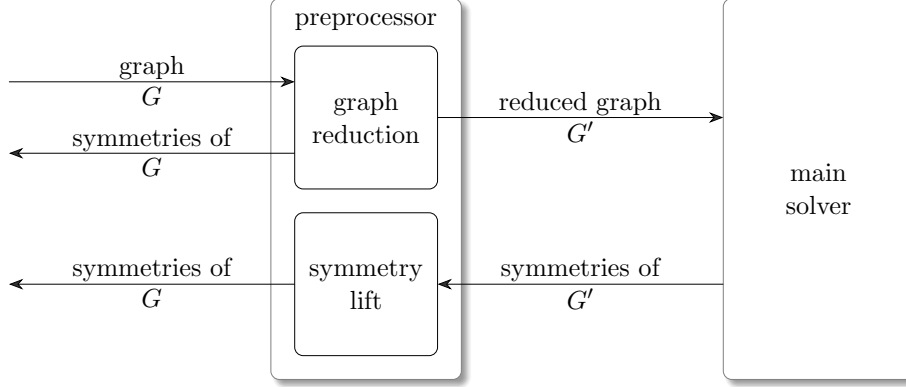 preprocessor
graph
G
symmetries of
G
graph
reduction
reduced graph
G′
main
solver
symmetries of
G
symmetry
lift
symmetries of
G′